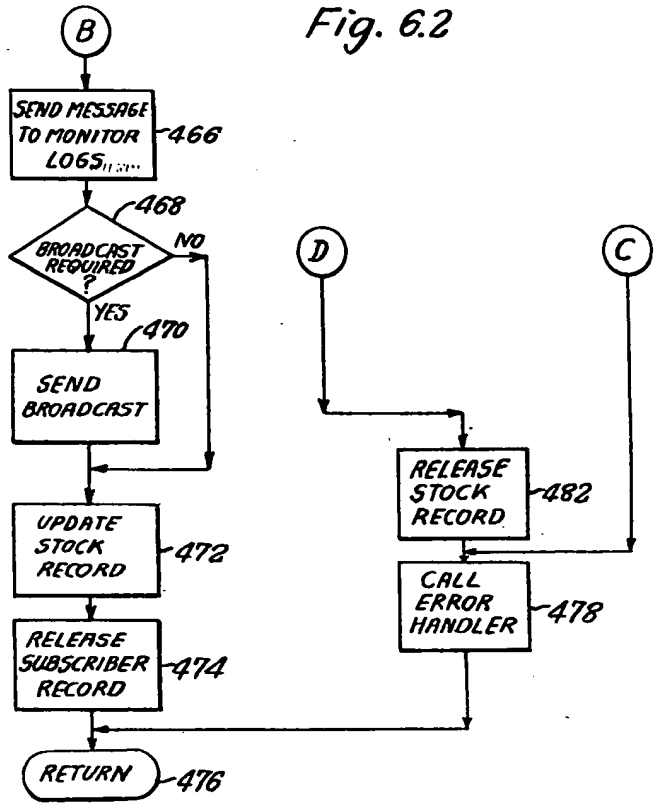 Fig. 6.2
B
SEND MESSAGE
TO MONITOR
LOGS
466
468
BROADCAST
REQUIRED
?
NO
YES
470
SEND
BROADCAST
UPDATE
STOCK
RECORD
472
RELEASE
SUBSCRIBER
RECORD
474
RETURN
476
D
C
RELEASE
STOCK
RECORD
482
CALL
ERROR
HANDLER
478